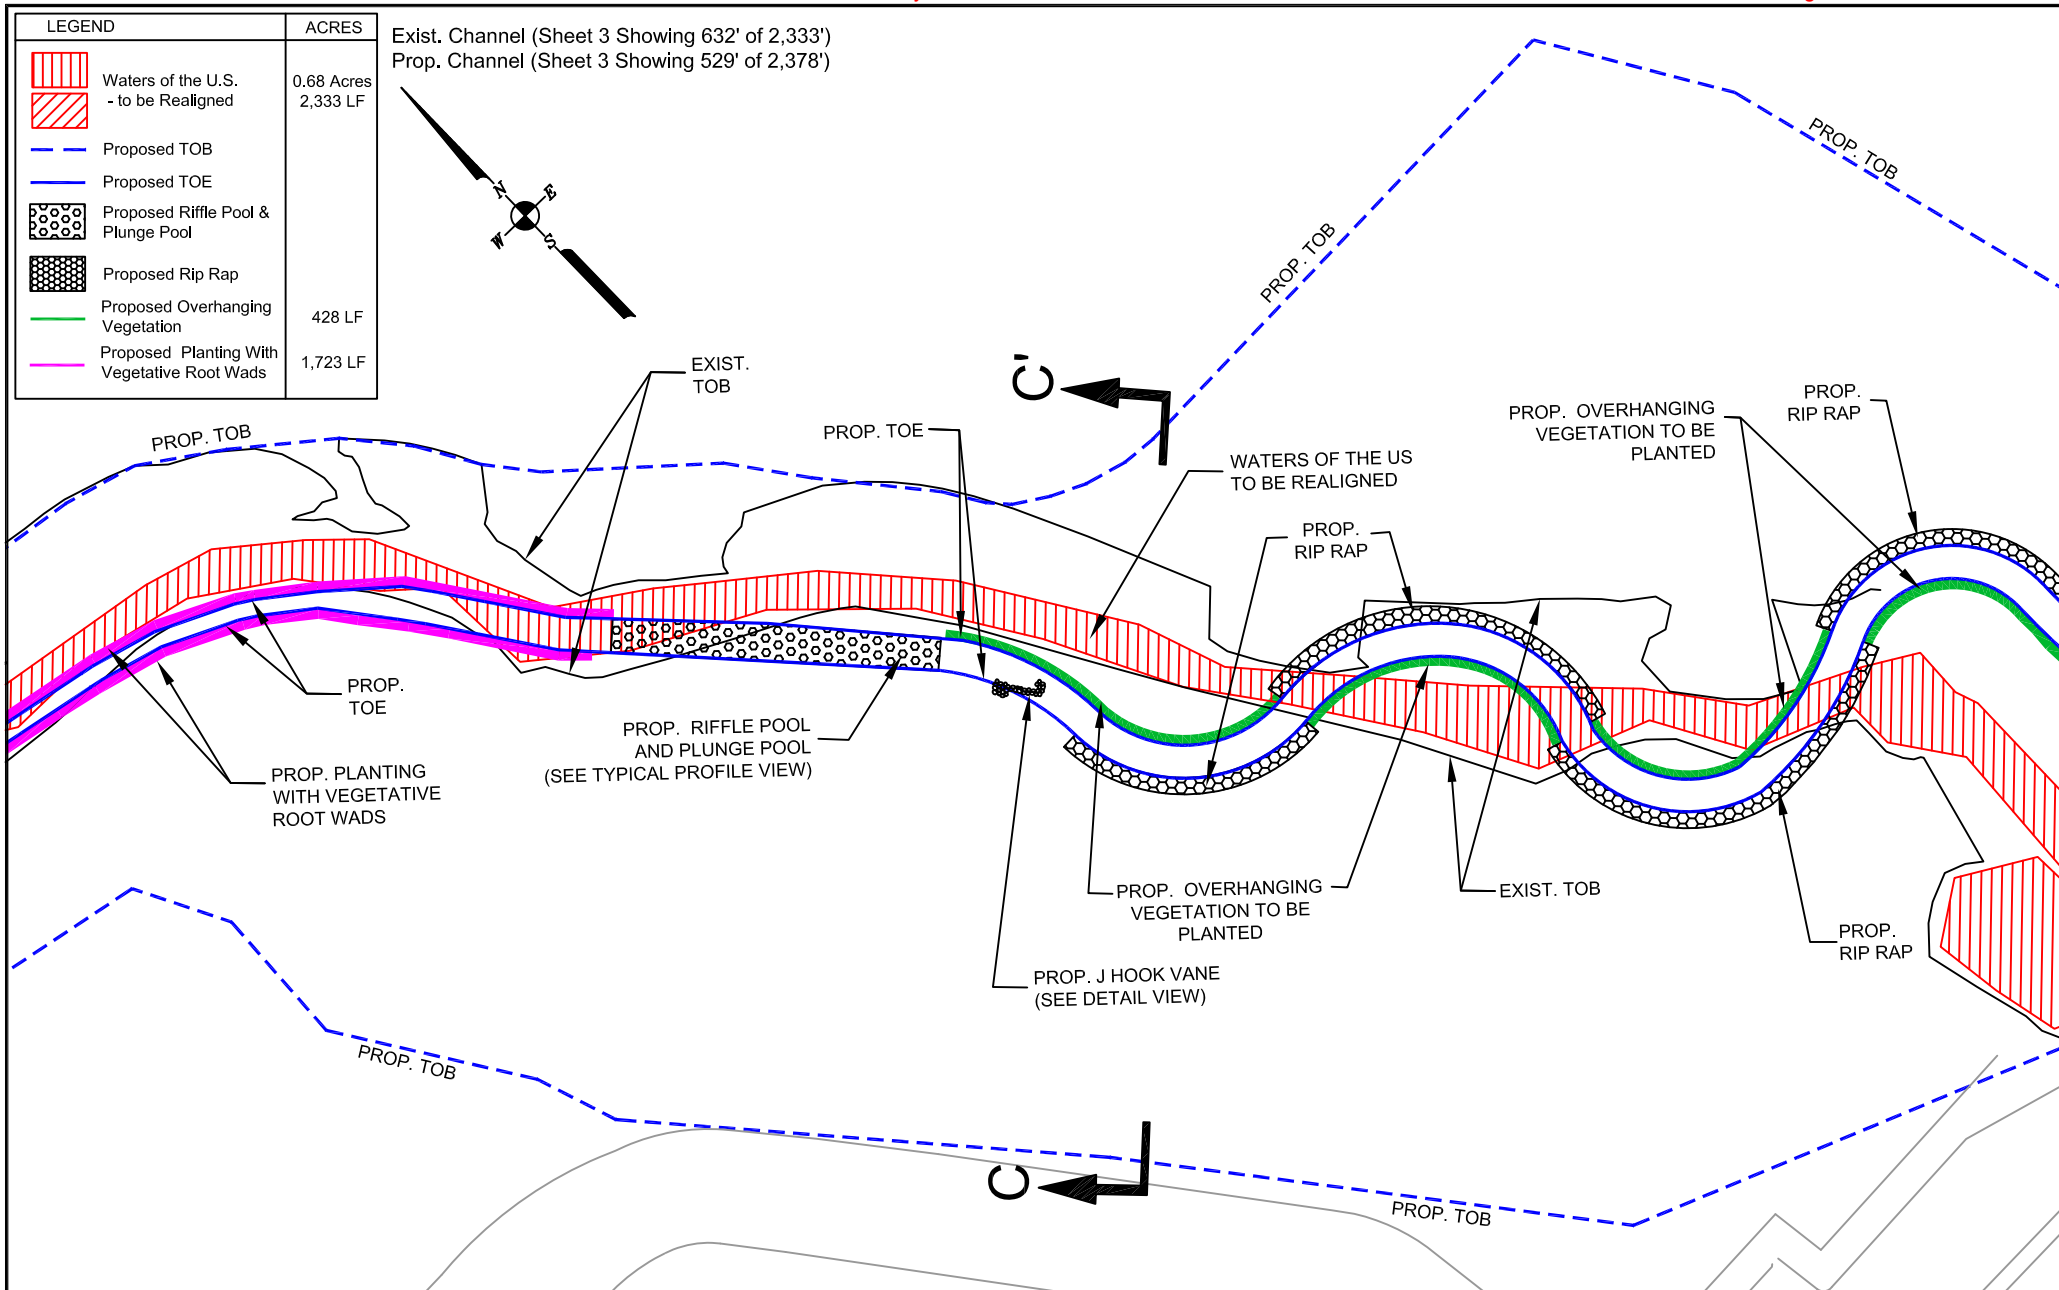 LEGEND
ACRES
Waters of the U.S.
- to be Realigned
0.68 Acres
2,333 LF
Proposed TOB
Proposed TOE
Proposed Riffle Pool &
Plunge Pool
Proposed Rip Rap
Proposed Overhanging
Vegetation
428 LF
Proposed Planting With
Vegetative Root Wads
1,723 LF
Exist. Channel (Sheet 3 Showing 632' of 2,333')
Prop. Channel (Sheet 3 Showing 529' of 2,378')
N
E
W
S
PROP. TOB
PROP. TOB
EXIST.
TOB
C'
PROP. TOB
PROP. TOE
WATERS OF THE US
TO BE REALIGNED
PROP. OVERHANGING
VEGETATION TO BE
PLANTED
PROP.
RIP RAP
PROP.
RIP RAP
PROP.
TOE
PROP. RIFFLE POOL
AND PLUNGE POOL
(SEE TYPICAL PROFILE VIEW)
PROP. PLANTING
WITH VEGETATIVE
ROOT WADS
PROP. OVERHANGING
VEGETATION TO BE
PLANTED
EXIST. TOB
PROP.
RIP RAP
PROP. J HOOK VANE
(SEE DETAIL VIEW)
PROP. TOB
C
PROP. TOB